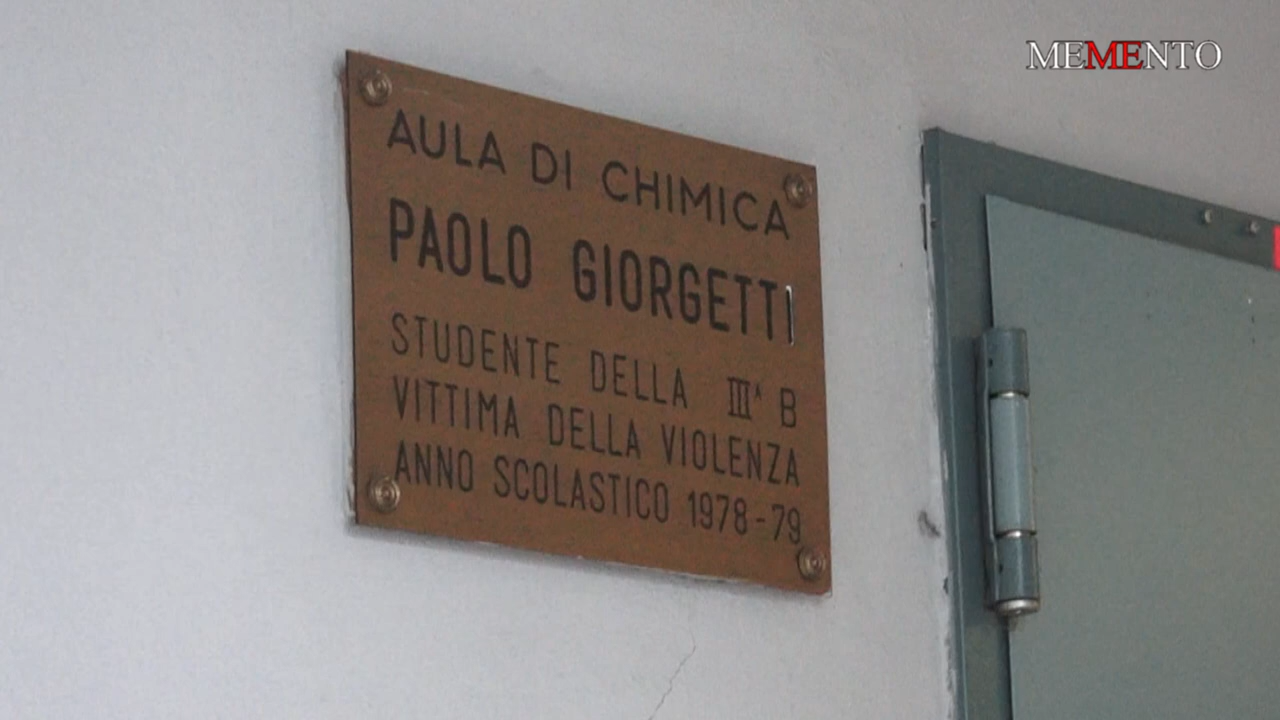 MEMENTO
AULA DI CHIMICA
PAOLO GIORGETTI
STUDENTE DELLA IIIᴬ B
VITTIMA DELLA VIOLENZA
ANNO SCOLASTICO 1978-79